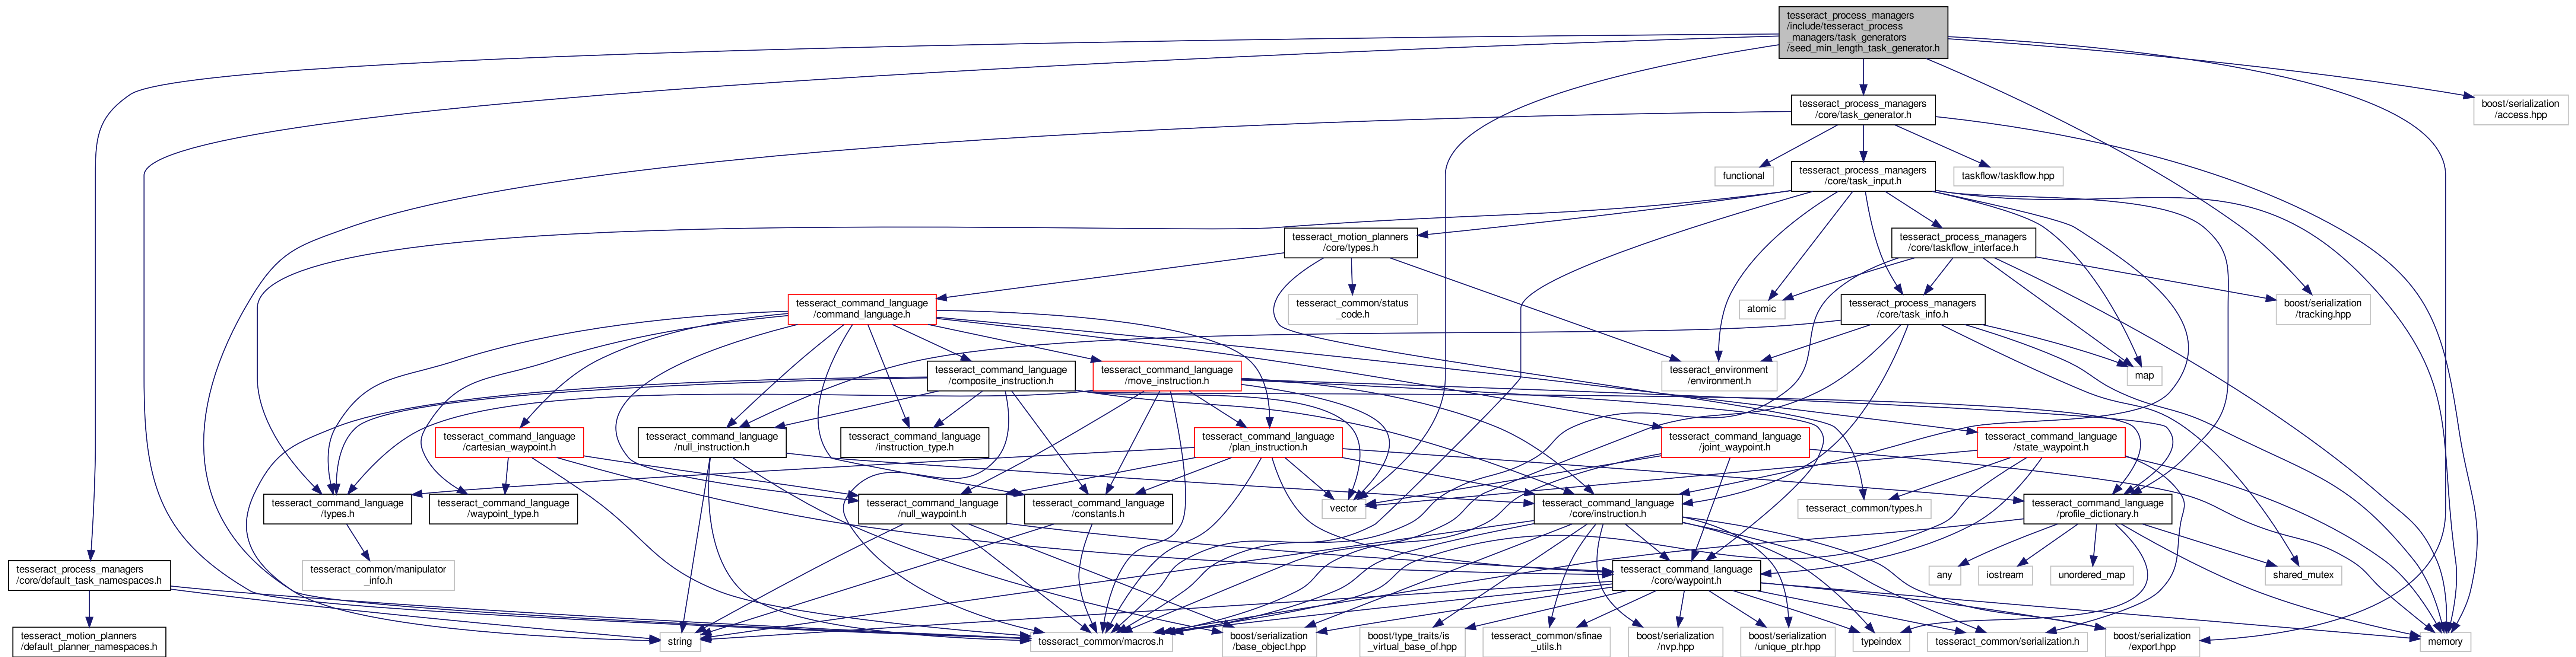 tesseract_process_managers
/include/tesseract_process
_managers/task_generators
/seed_min_length_task_generator.h
tesseract_process_managers
/core/task_generator.h
boost/serialization
/access.hpp
functional
tesseract_process_managers
/core/task_input.h
taskflow/taskflow.hpp
tesseract_motion_planners
/core/types.h
tesseract_process_managers
/core/taskflow_interface.h
tesseract_command_language
/command_language.h
tesseract_common/status
_code.h
atomic
tesseract_process_managers
/core/task_info.h
boost/serialization
/tracking.hpp
tesseract_command_language
/composite_instruction.h
tesseract_command_language
/move_instruction.h
tesseract_environment
/environment.h
map
tesseract_command_language
/cartesian_waypoint.h
tesseract_command_language
/null_instruction.h
tesseract_command_language
/instruction_type.h
tesseract_command_language
/plan_instruction.h
tesseract_command_language
/joint_waypoint.h
tesseract_command_language
/state_waypoint.h
tesseract_command_language
/types.h
tesseract_command_language
/waypoint_type.h
tesseract_command_language
/null_waypoint.h
tesseract_command_language
/constants.h
vector
tesseract_command_language
/core/instruction.h
tesseract_common/types.h
tesseract_command_language
/profile_dictionary.h
tesseract_process_managers
/core/default_task_namespaces.h
tesseract_common/manipulator
_info.h
tesseract_command_language
/core/waypoint.h
any
iostream
unordered_map
shared_mutex
tesseract_motion_planners
/default_planner_namespaces.h
string
tesseract_common/macros.h
boost/serialization
/base_object.hpp
boost/type_traits/is
_virtual_base_of.hpp
tesseract_common/sfinae
_utils.h
boost/serialization
/nvp.hpp
boost/serialization
/unique_ptr.hpp
typeindex
tesseract_common/serialization.h
boost/serialization
/export.hpp
memory